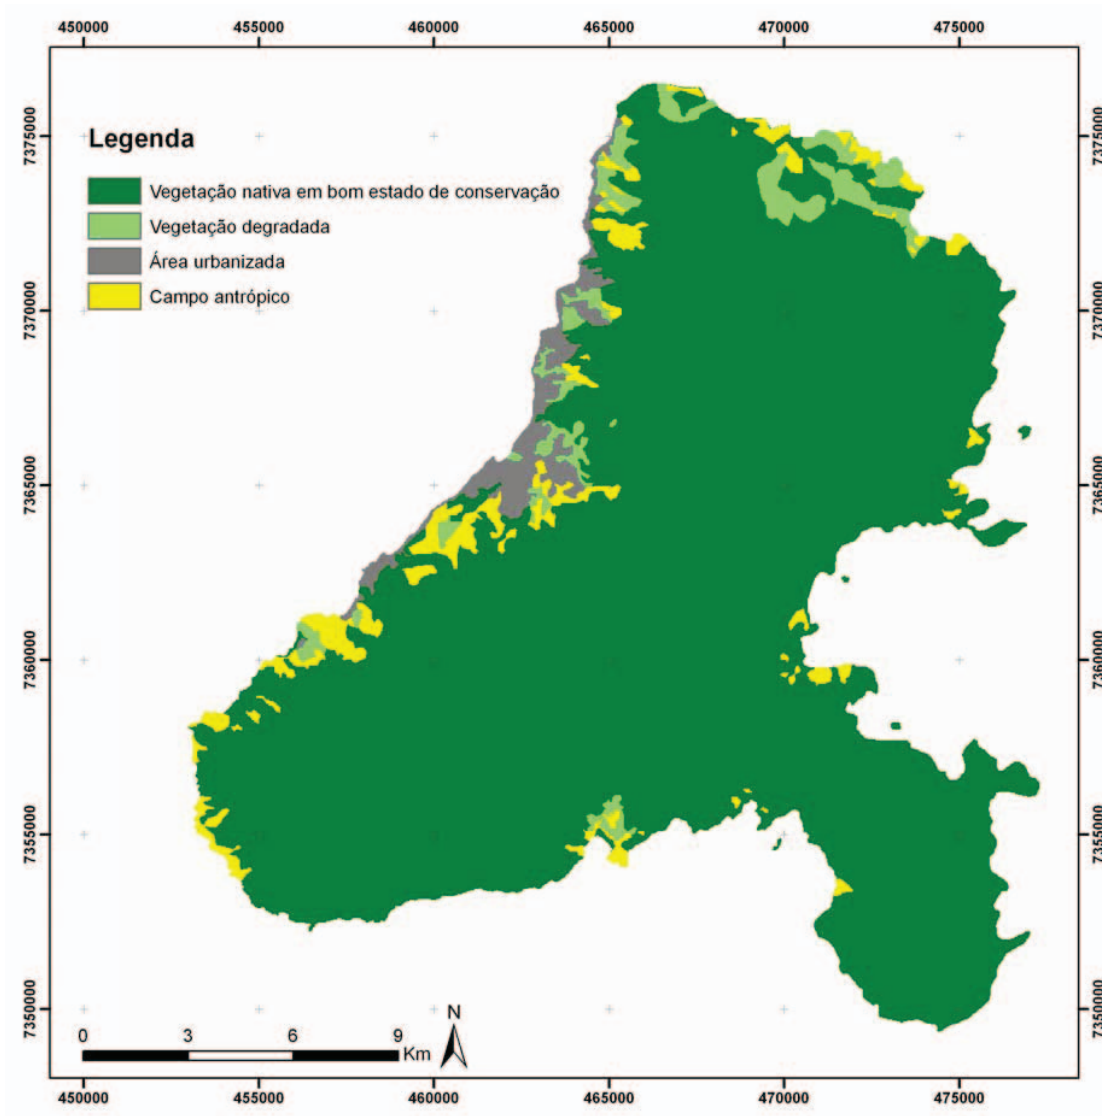 450000 455000 460000 465000 470000 475000
7375000 7375000
Legenda
Vegetação nativa em bom estado de conservação
Vegetação degradada
Área urbanizada
Campo antrópico
7370000 7370000
7365000 7365000
7360000 7360000
7355000 7355000
7350000 7350000
N
0 3 6 9
Km
450000 455000 460000 465000 470000 475000